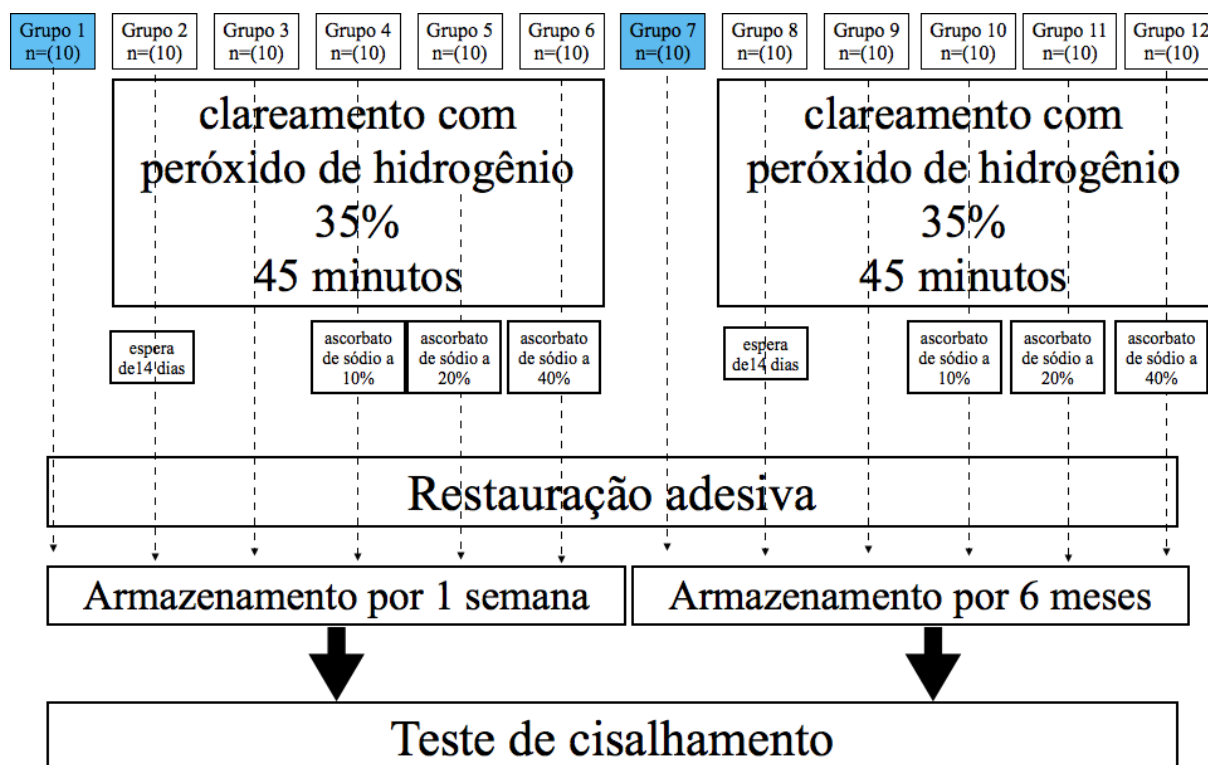 Grupo 1
n=(10)
Grupo 2
n=(10)
Grupo 3
n=(10)
Grupo 4
n=(10)
Grupo 5
n=(10)
Grupo 6
n=(10)
Grupo 7
n=(10)
Grupo 8
n=(10)
Grupo 9
n=(10)
Grupo 10
n=(10)
Grupo 11
n=(10)
Grupo 12
n=(10)
clareamento com
peróxido de hidrogênio
35%
45 minutos
clareamento com
peróxido de hidrogênio
35%
45 minutos
espera
de14 dias
ascorbato
de sódio a
10%
ascorbato
de sódio a
20%
ascorbato
de sódio a
40%
espera
de14 dias
ascorbato
de sódio a
10%
ascorbato
de sódio a
20%
ascorbato
de sódio a
40%
Restauração adesiva
Armazenamento por 1 semana
Armazenamento por 6 meses
Teste de cisalhamento